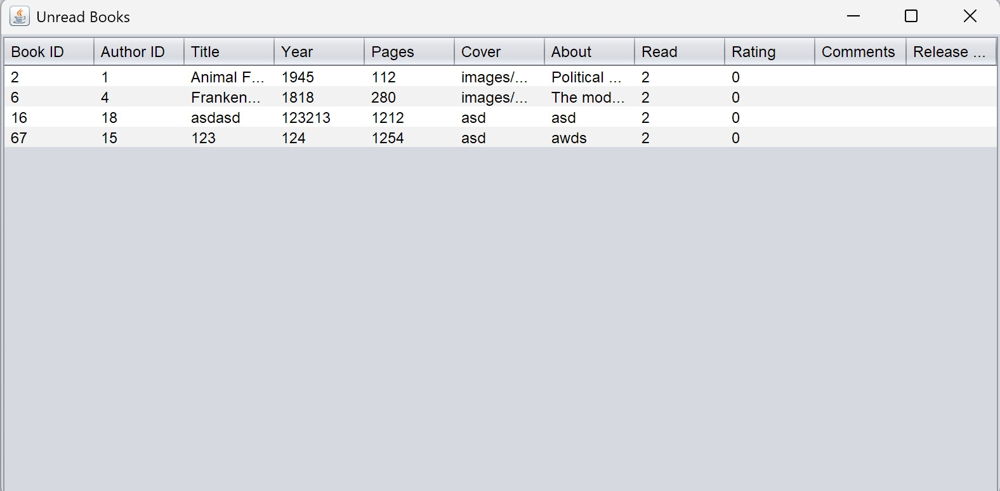 Unread Books
Book ID Author ID Title Year Pages Cover About Read Rating Comments Release ...
2 1 Animal F... 1945 112 images/... Political ... 2 0
6 4 Franken... 1818 280 images/... The mod... 2 0
16 18 asdasd 123213 1212 asd asd 2 0
67 15 123 124 1254 asd awds 2 0